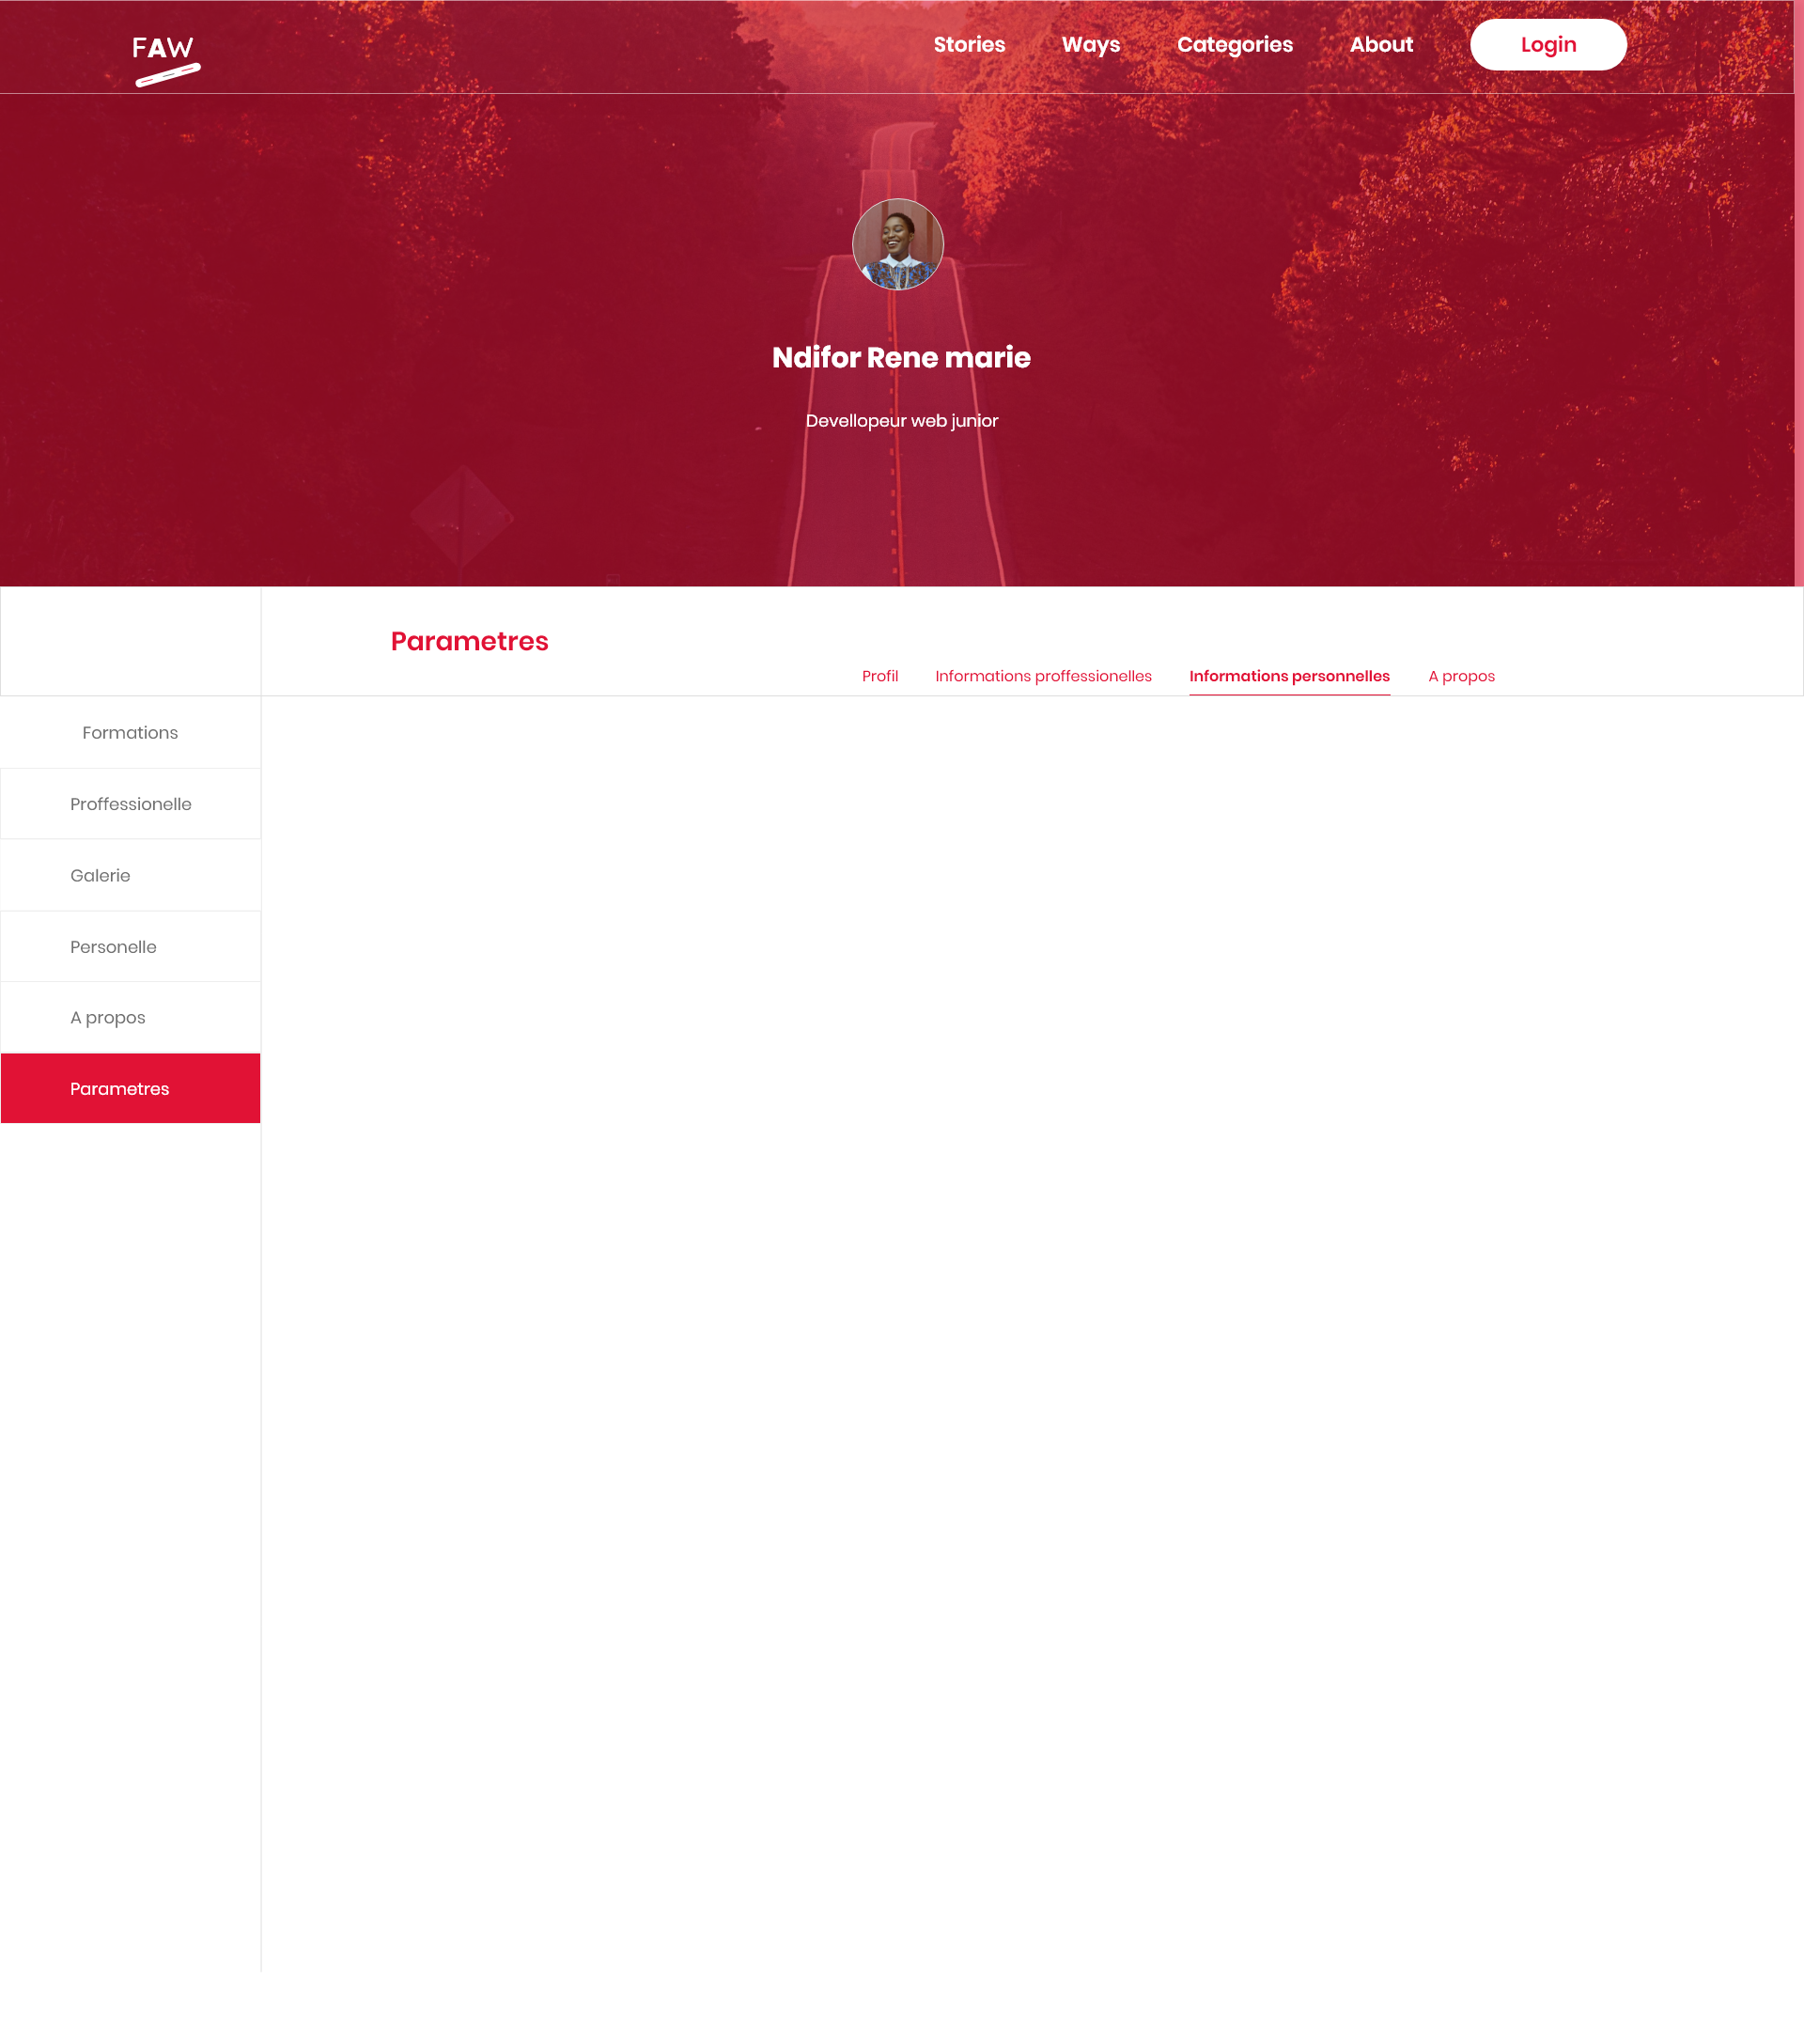 FAW
Stories Ways Categories About Login
Ndifor Rene marie
Devellopeur web junior
Parametres
Profil Informations proffessionelles Informations personnelles A propos
Formations
Proffessionelle
Galerie
Personelle
A propos
Parametres